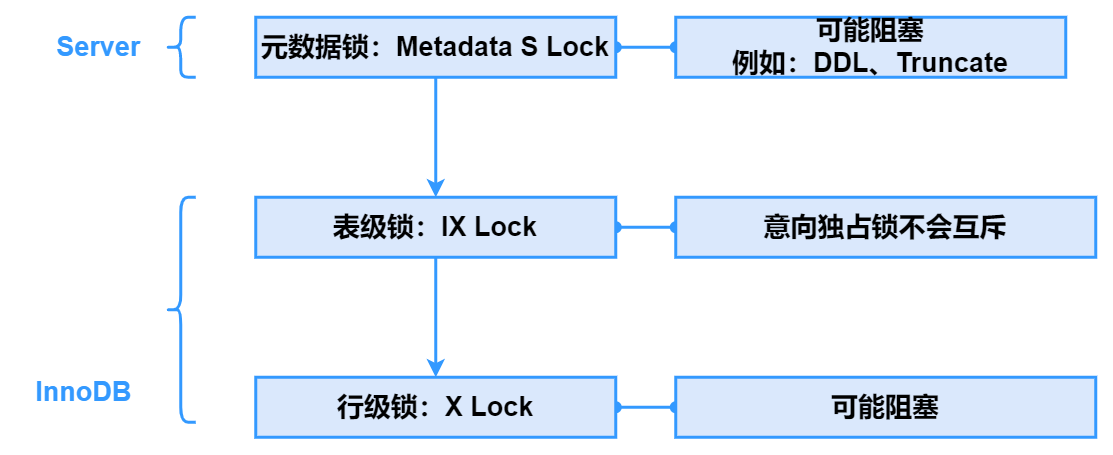 Server
元数据锁：Metadata S Lock
可能阻塞
例如：DDL、Truncate
表级锁：IX Lock
意向独占锁不会互斥
InnoDB
行级锁：X Lock
可能阻塞